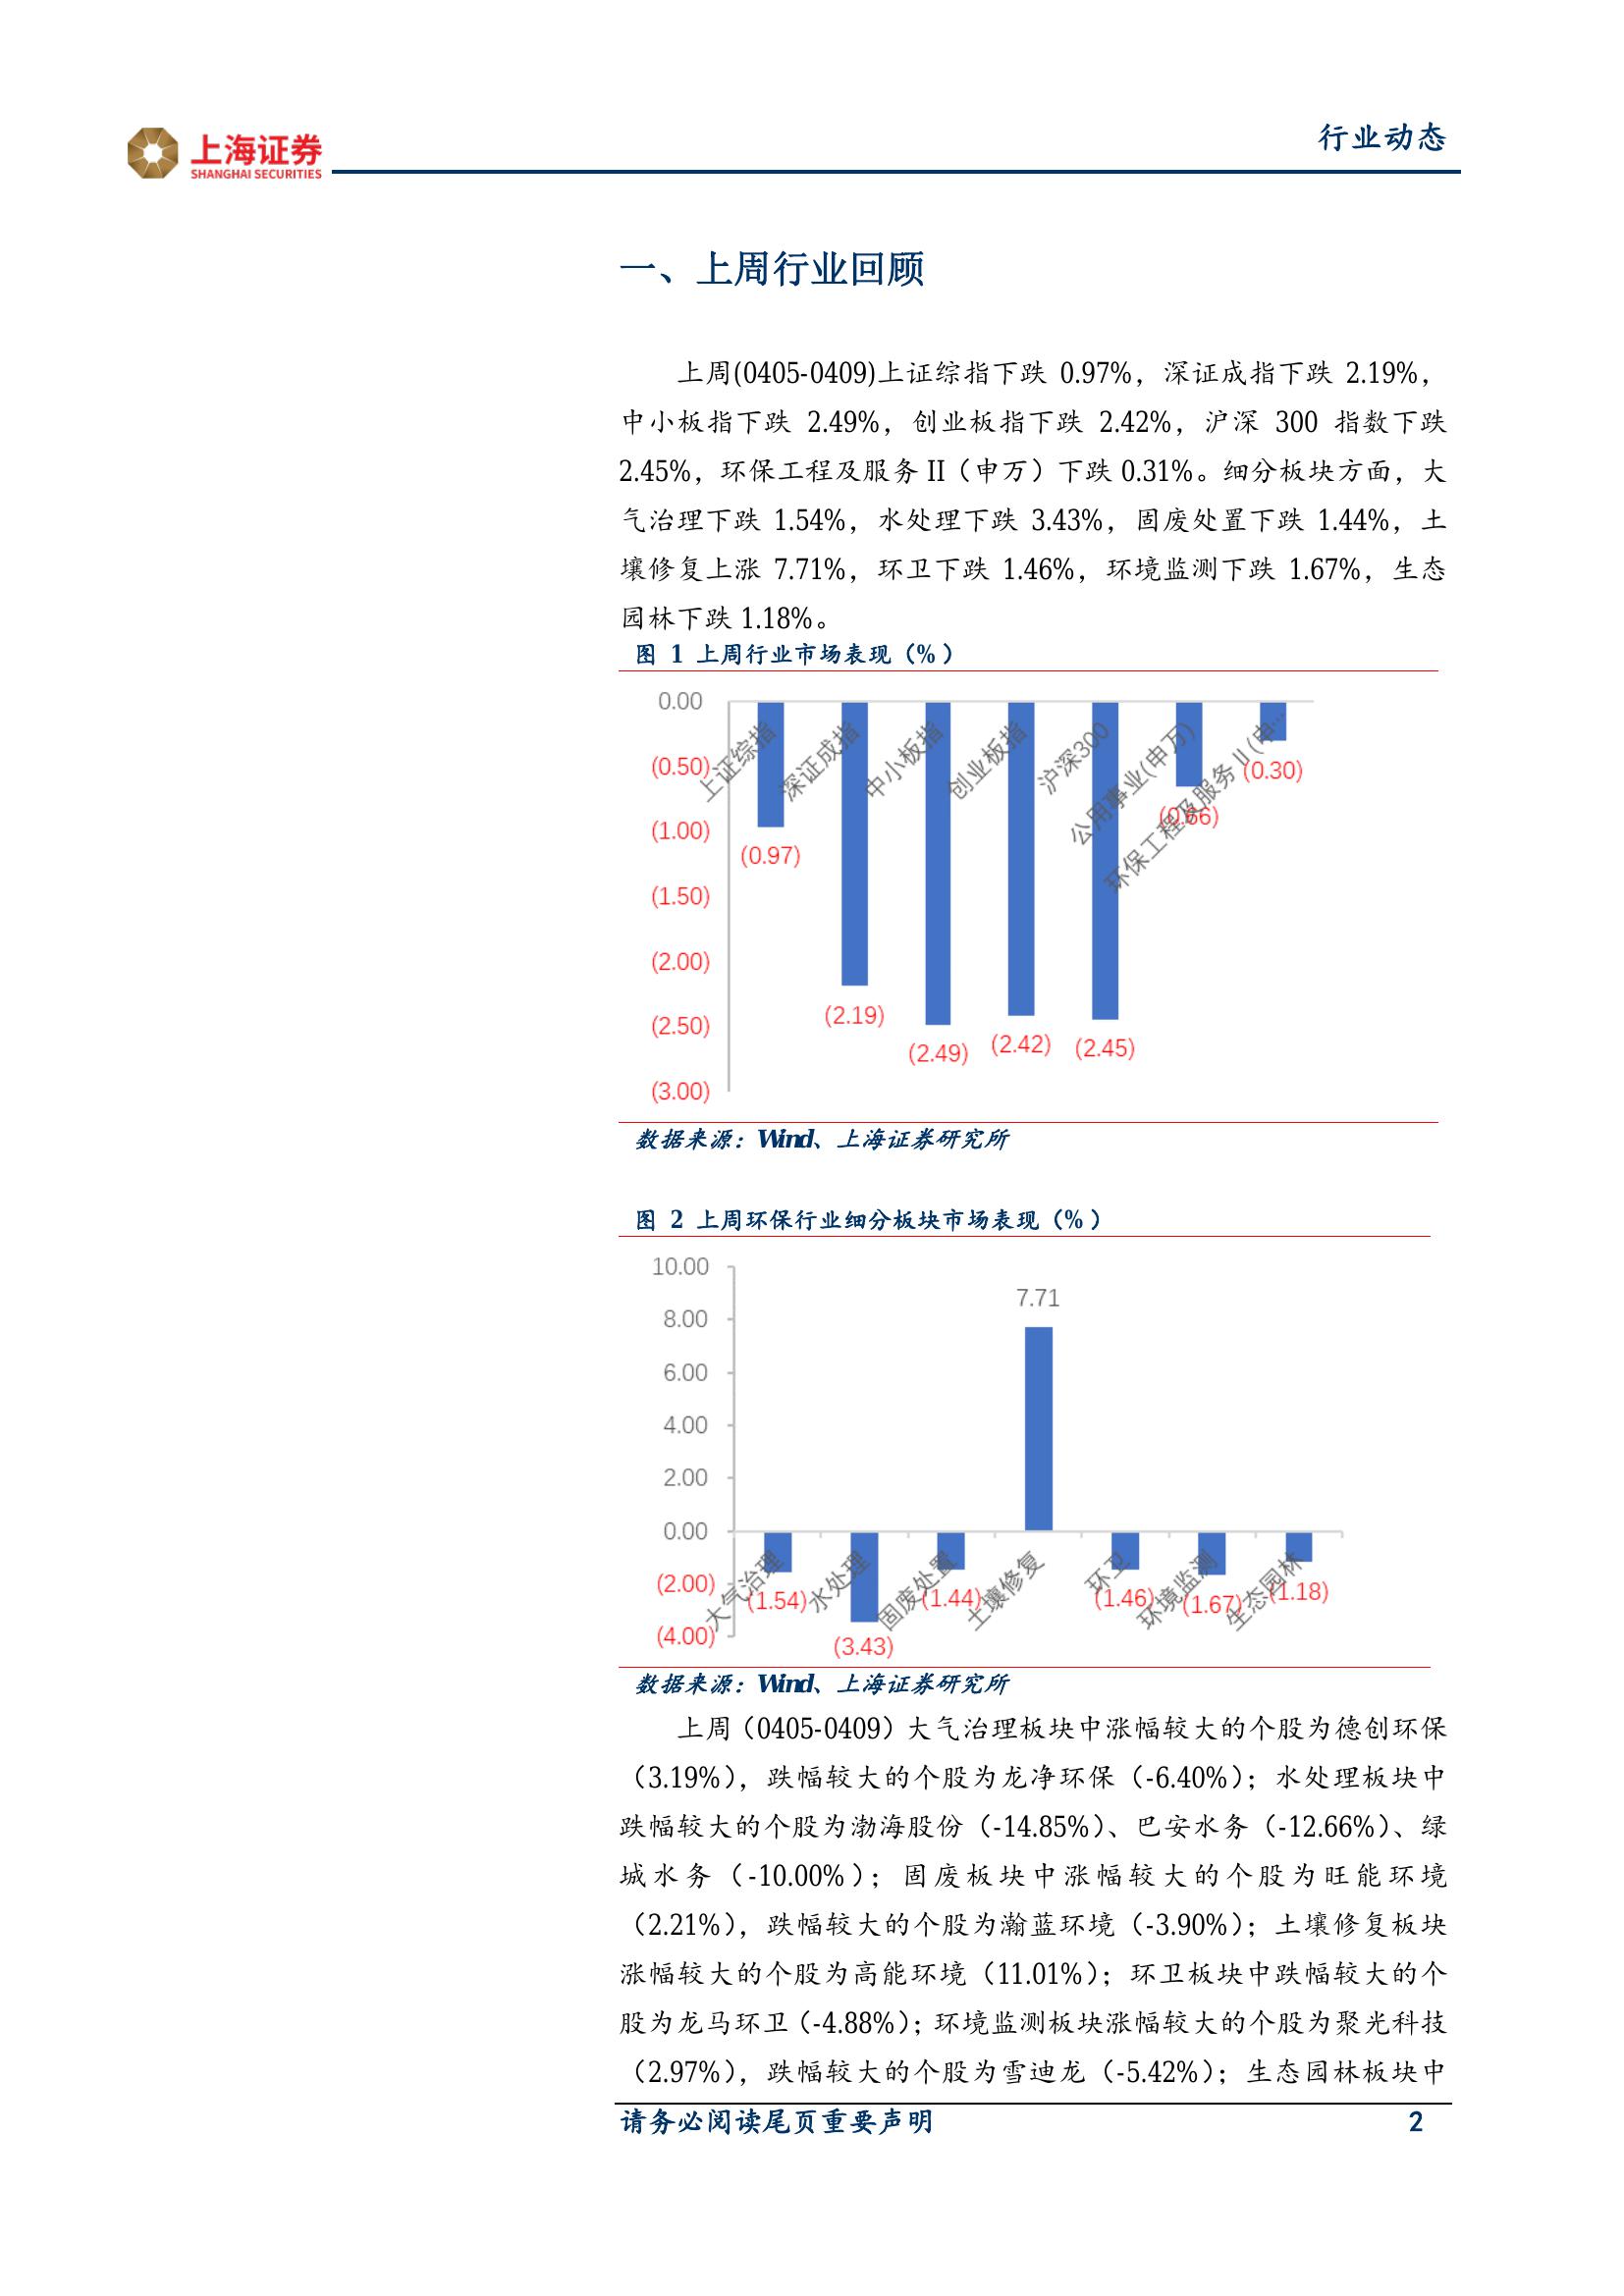 上海证券
SHANGHAI SECURITIES
行业动态
一、上周行业回顾
上周(0405-0409)上证综指下跌 0.97%，深证成指下跌 2.19%，
中小板指下跌 2.49%，创业板指下跌 2.42%，沪深 300 指数下跌
2.45%，环保工程及服务 II（申万）下跌 0.31%。细分板块方面，大
气治理下跌 1.54%，水处理下跌 3.43%，固废处置下跌 1.44%，土
壤修复上涨 7.71%，环卫下跌 1.46%，环境监测下跌 1.67%，生态
园林下跌 1.18%。
图 1 上周行业市场表现（%）
0.00
(0.50)
(1.00)
(1.50)
(2.00)
(2.50)
(3.00)
上证综指
深证成指
中小板指
创业板指
沪深300
公用事业(申万)
环保工程及服务Ⅱ(申...
(0.97)
(2.19)
(2.49)
(2.42)
(2.45)
(0.66)
(0.30)
数据来源：Wind、上海证券研究所
图 2 上周环保行业细分板块市场表现（%）
10.00
8.00
6.00
4.00
2.00
0.00
(2.00)
(4.00)
7.71
大气治理
水处理
固废处置
土壤修复
环卫
环境监测
生态园林
(1.54)
(3.43)
(1.44)
(1.46)
(1.67)
(1.18)
数据来源：Wind、上海证券研究所
上周（0405-0409）大气治理板块中涨幅较大的个股为德创环保
（3.19%），跌幅较大的个股为龙净环保（-6.40%）；水处理板块中
跌幅较大的个股为渤海股份（-14.85%）、巴安水务（-12.66%）、绿
城水务（-10.00%）；固废板块中涨幅较大的个股为旺能环境
（2.21%），跌幅较大的个股为瀚蓝环境（-3.90%）；土壤修复板块
涨幅较大的个股为高能环境（11.01%）；环卫板块中跌幅较大的个
股为龙马环卫（-4.88%）；环境监测板块涨幅较大的个股为聚光科技
（2.97%），跌幅较大的个股为雪迪龙（-5.42%）；生态园林板块中
请务必阅读尾页重要声明
2